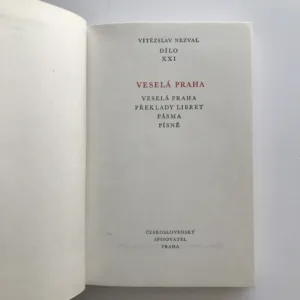 VÍTĚZSLAV NEZVAL
DÍLO
XXI
VESELÁ PRAHA
VESELÁ PRAHA
PŘEKLADY LIBRET
PÁSMA
PÍSNĚ
ČESKOSLOVENSKÝ
SPISOVATEL
PRAHA